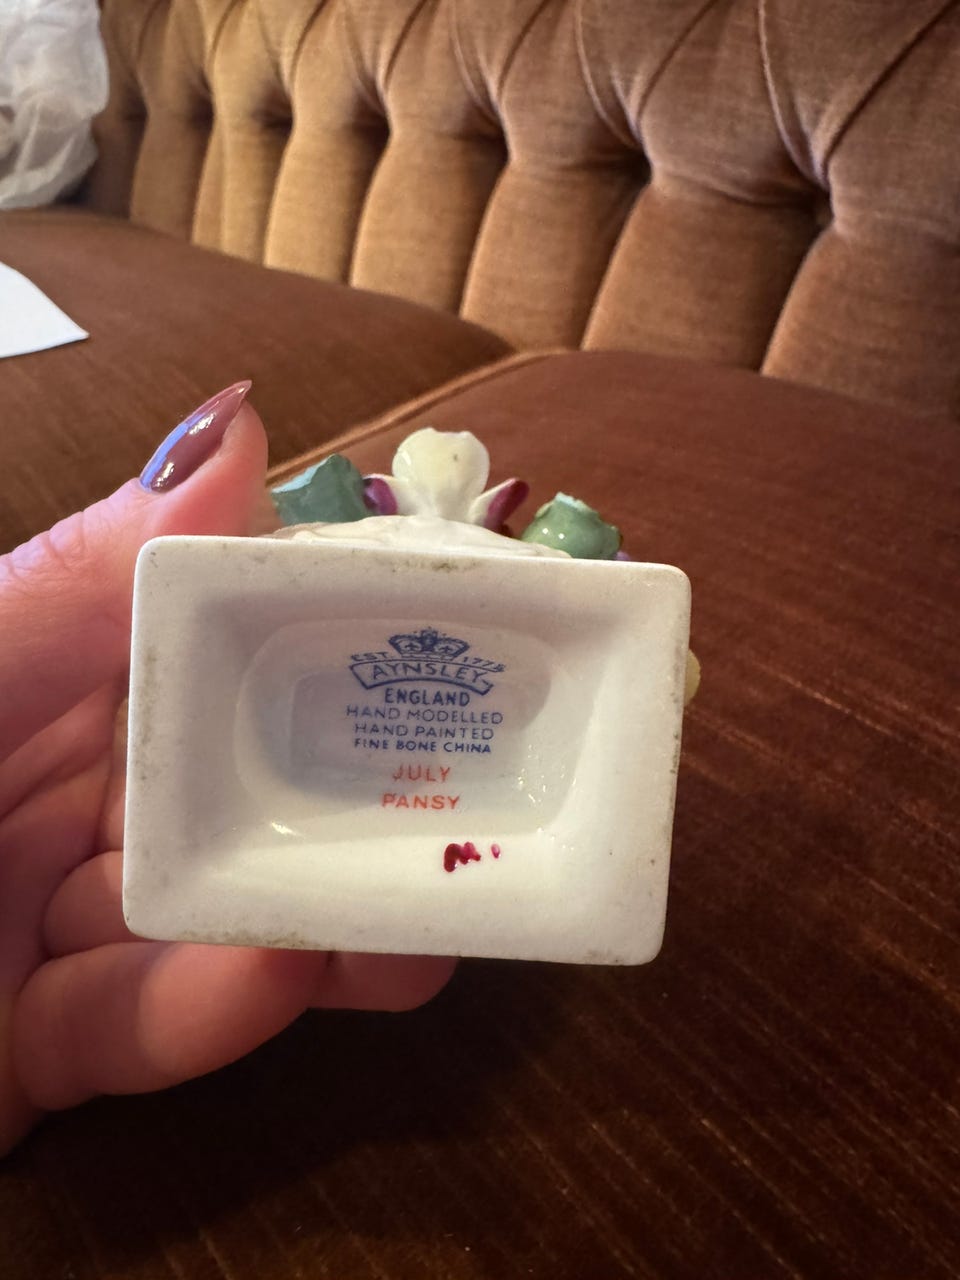 EST. 1775
AYNSLEY
ENGLAND
HAND MODELLED
HAND PAINTED
FINE BONE CHINA
JULY
PANSY